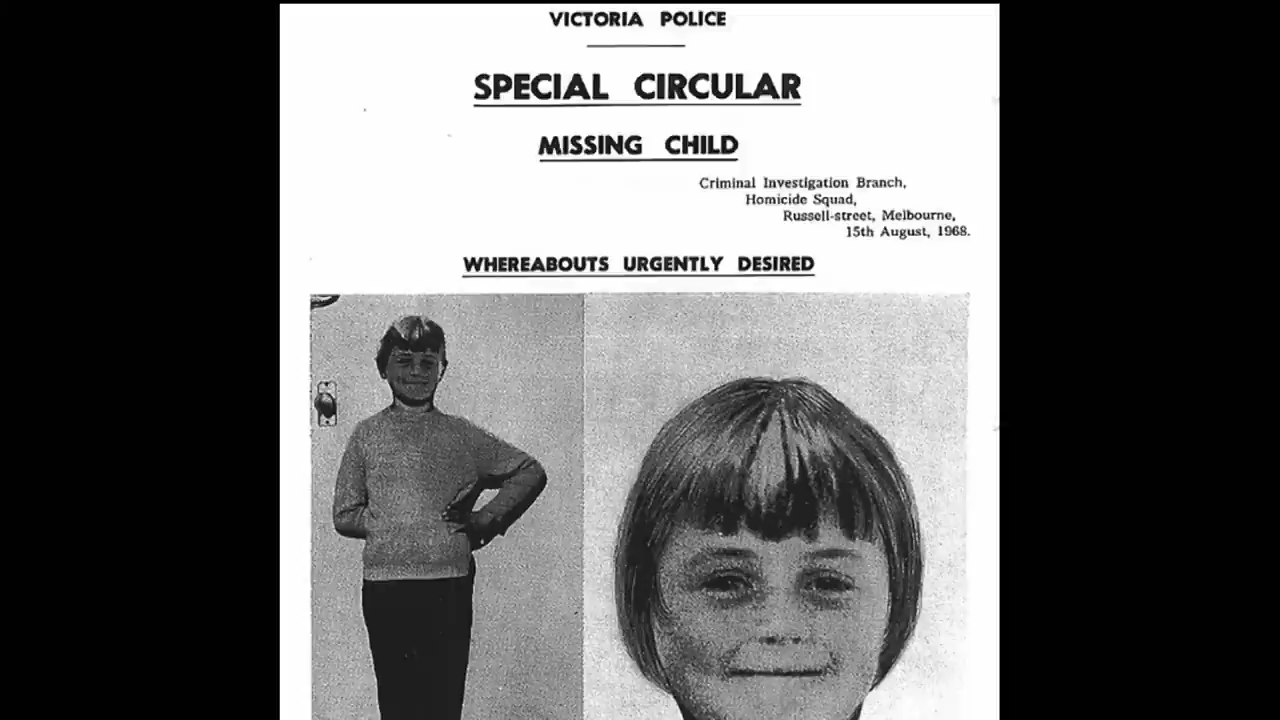 VICTORIA POLICE
SPECIAL CIRCULAR
MISSING CHILD
Criminal Investigation Branch,
Homicide Squad,
Russell-street, Melbourne,
15th August, 1968.
WHEREABOUTS URGENTLY DESIRED